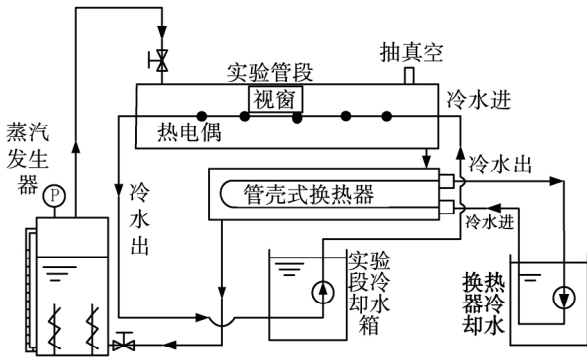 抽真空
实验管段
视窗
冷水进
热电偶
蒸汽
发生
器
P
冷水出
管壳式换热器
冷
水
出
冷水进
实验
段冷
却水
箱
换热
器冷
却水